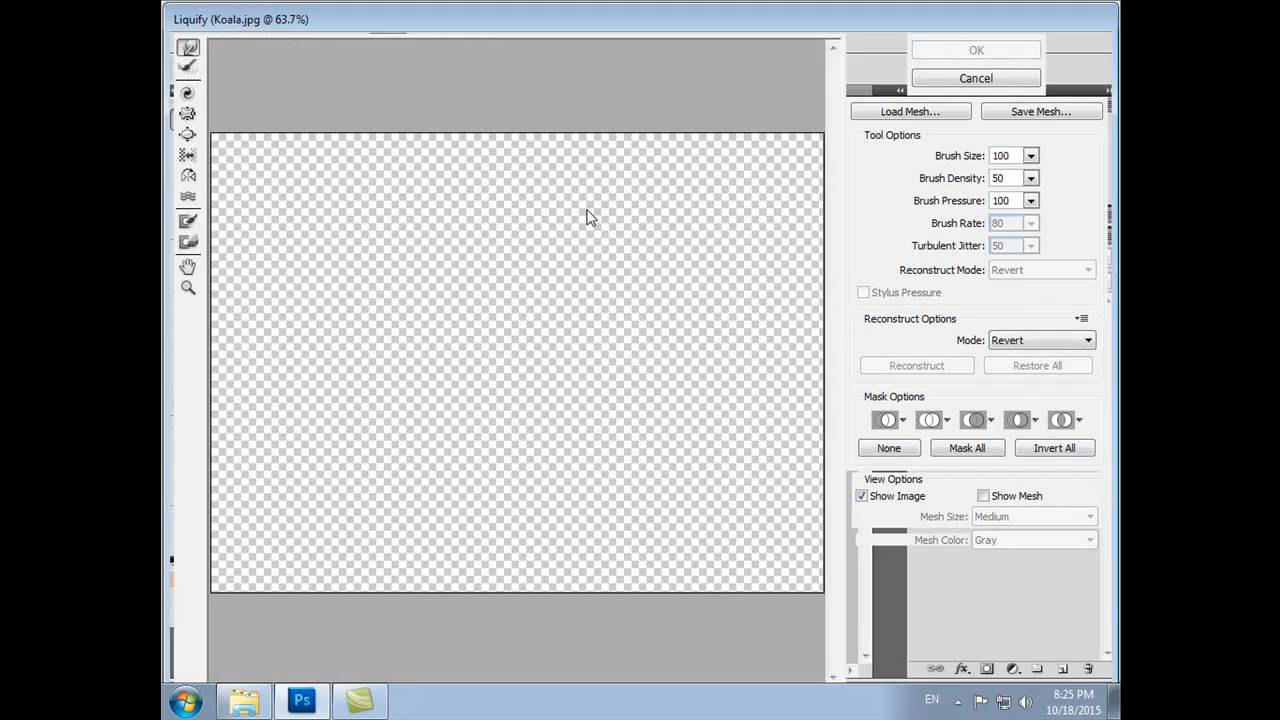 Liquify (Koala.jpg @ 63.7%)
OK
Cancel
Load Mesh... Save Mesh...
Tool Options
Brush Size: 100
Brush Density: 50
Brush Pressure: 100
Brush Rate: 80
Turbulent Jitter: 50
Reconstruct Mode: Revert
Stylus Pressure
Reconstruct Options
Mode: Revert
Reconstruct Restore All
Mask Options
None Mask All Invert All
View Options
Show Image Show Mesh
Mesh Size: Medium
Mesh Color: Gray
fx
Ps EN 8:25 PM
10/18/2015